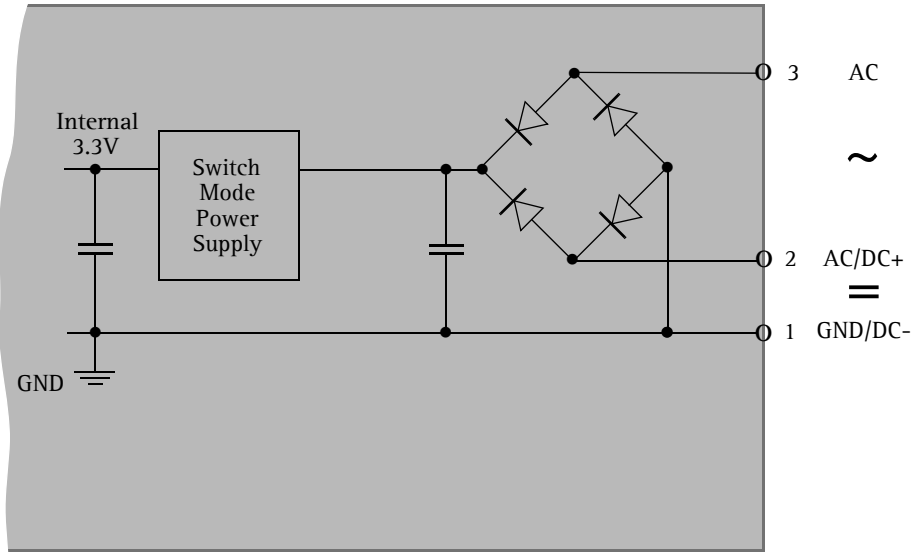 3 AC
Internal
3.3V
Switch
Mode
Power
Supply
~
2 AC/DC+
=
1 GND/DC-
GND